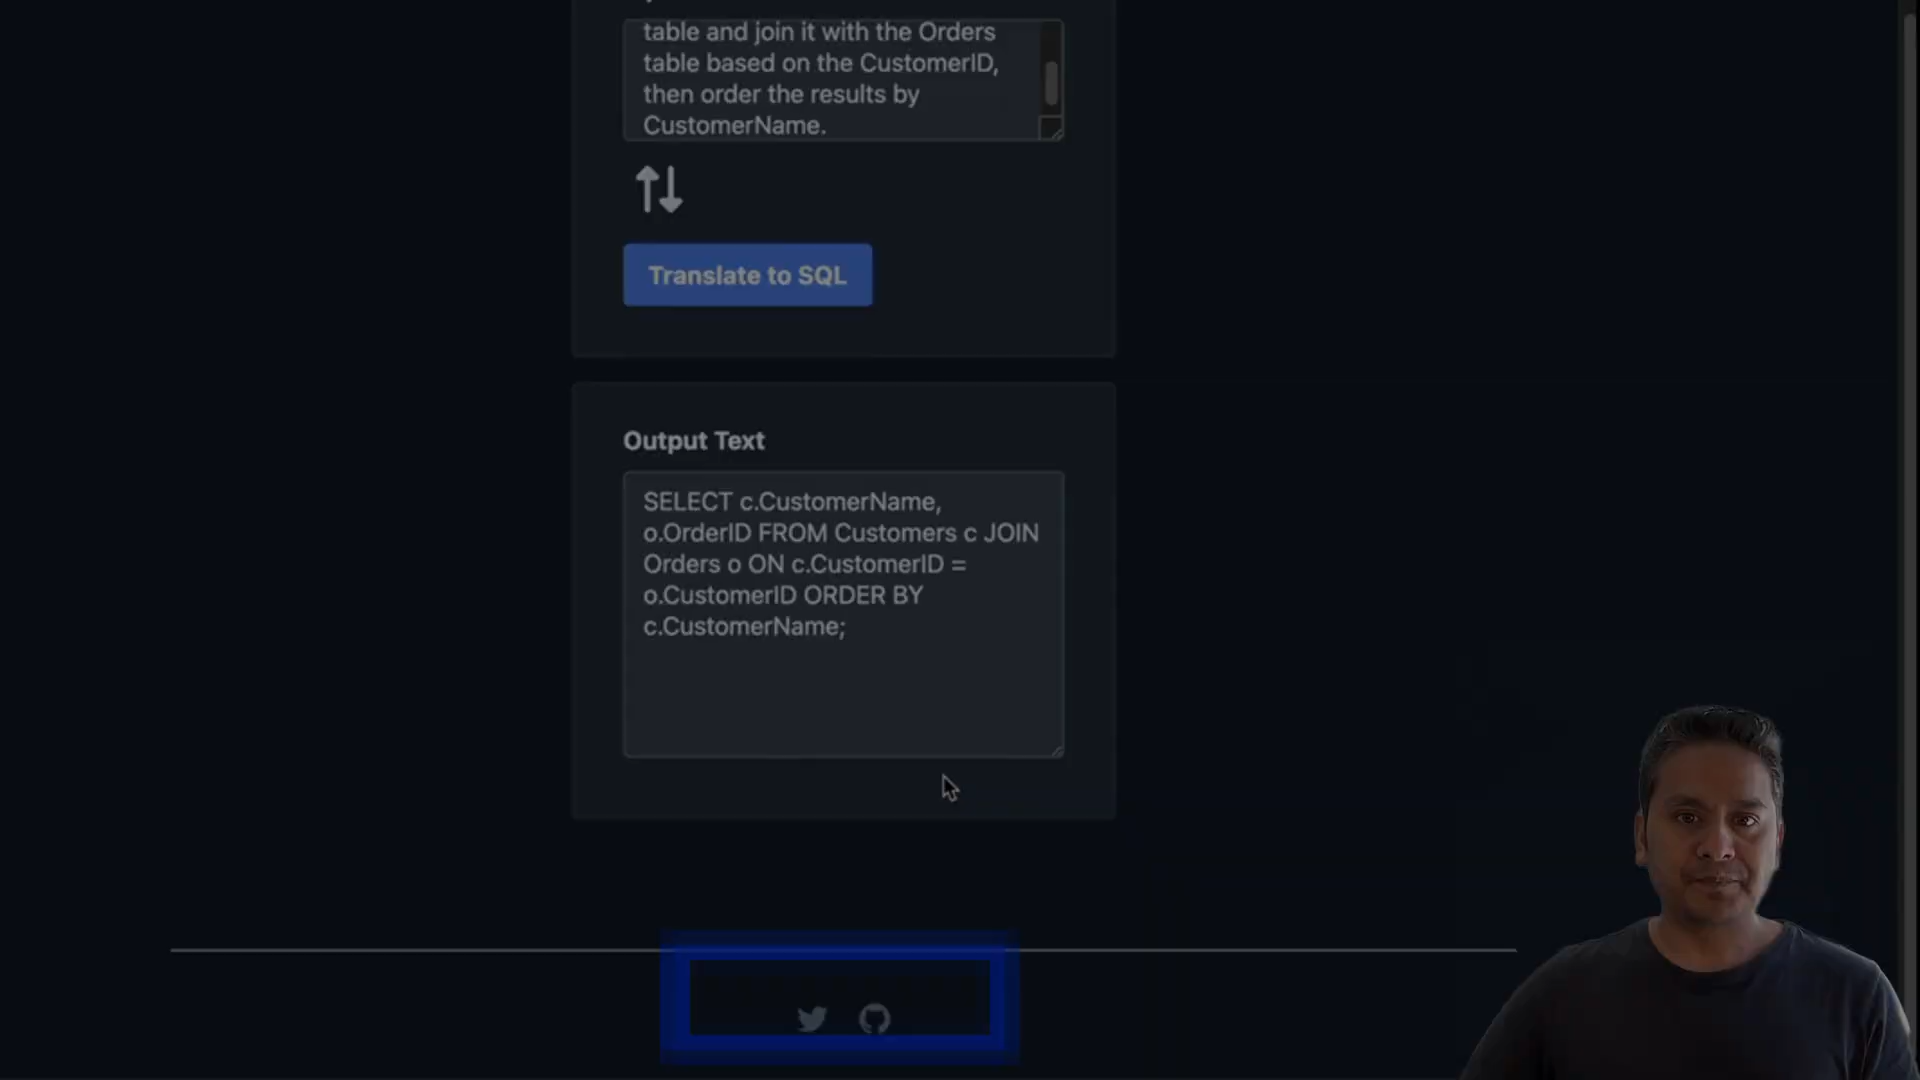 table and join it with the Orders
table based on the CustomerID,
then order the results by
CustomerName.
Translate to SQL
Output Text
SELECT c.CustomerName,
o.OrderID FROM Customers c JOIN
Orders o ON c.CustomerID =
o.CustomerID ORDER BY
c.CustomerName;